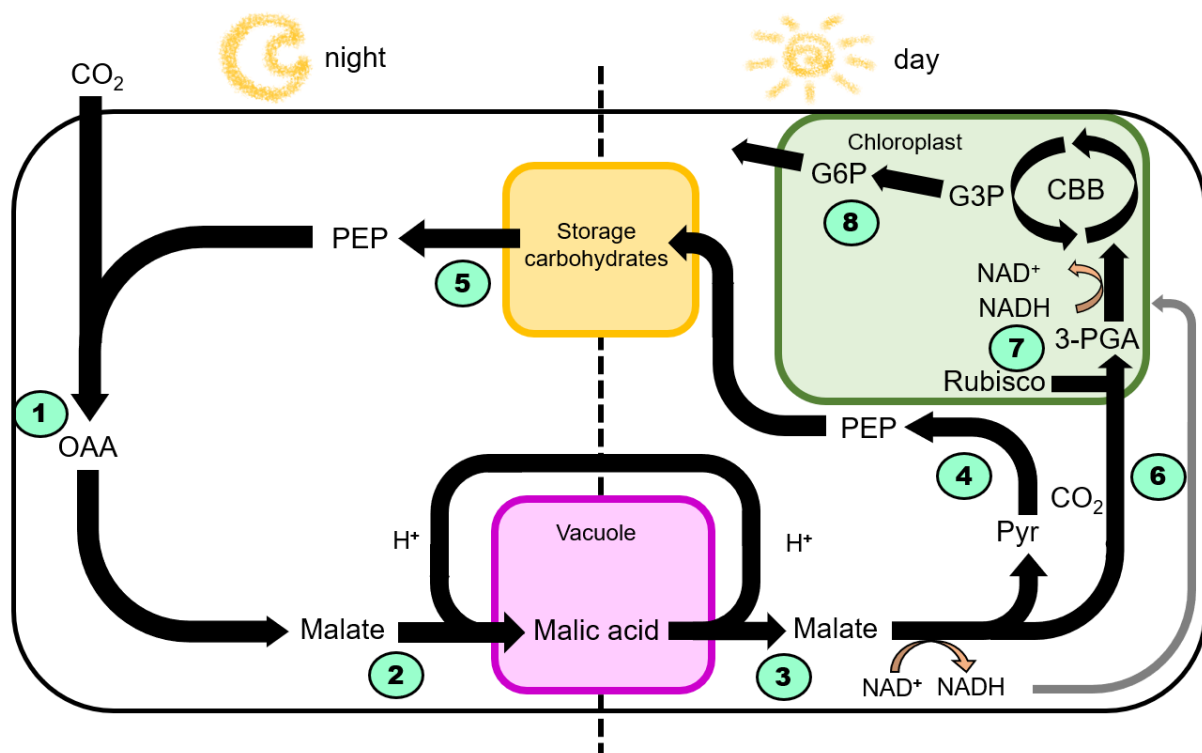 night
day
CO₂
Chloroplast
G6P
G3P
CBB
8
PEP
Storage
carbohydrates
5
NAD⁺
NADH
7
3-PGA
Rubisco
1
OAA
PEP
4
6
CO₂
Pyr
H⁺
Vacuole
H⁺
Malate
Malic acid
Malate
2
3
NAD⁺ NADH